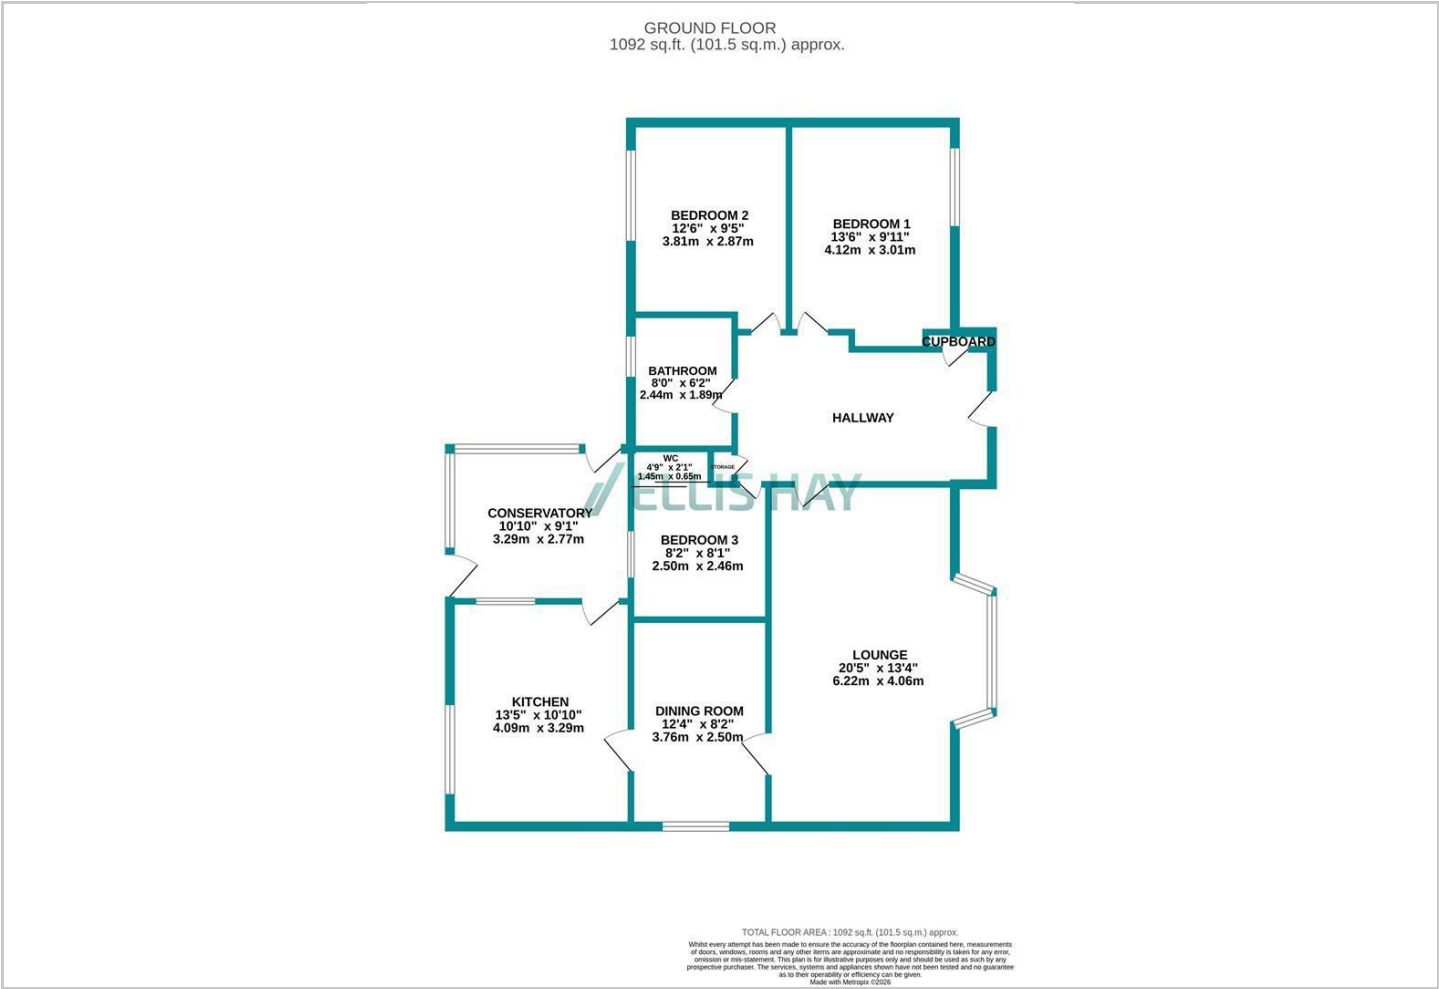 GROUND FLOOR
1092 sq.ft. (101.5 sq.m.) approx.
BEDROOM 2
12'6" x 9'5"
3.81m x 2.87m
BEDROOM 1
13'6" x 9'11"
4.12m x 3.01m
CUPBOARD
BATHROOM
8'0" x 6'2"
2.44m x 1.89m
HALLWAY
WC
4'9" x 2'1"
1.45m x 0.65m
STORAGE
ELLIS HAY
CONSERVATORY
10'10" x 9'1"
3.29m x 2.77m
BEDROOM 3
8'2" x 8'1"
2.50m x 2.46m
LOUNGE
20'5" x 13'4"
6.22m x 4.06m
KITCHEN
13'5" x 10'10"
4.09m x 3.29m
DINING ROOM
12'4" x 8'2"
3.76m x 2.50m
TOTAL FLOOR AREA : 1092 sq.ft. (101.5 sq.m.) approx.
Whilst every attempt has been made to ensure the accuracy of the floorplan contained here, measurements
of doors, windows, rooms and any other items are approximate and no responsibility is taken for any error,
omission or mis-statement. This plan is for illustrative purposes only and should be used as such by any
prospective purchaser. The services, systems and appliances shown have not been tested and no guarantee
as to their operability or efficiency can be given.
Made with Metropix ©2026